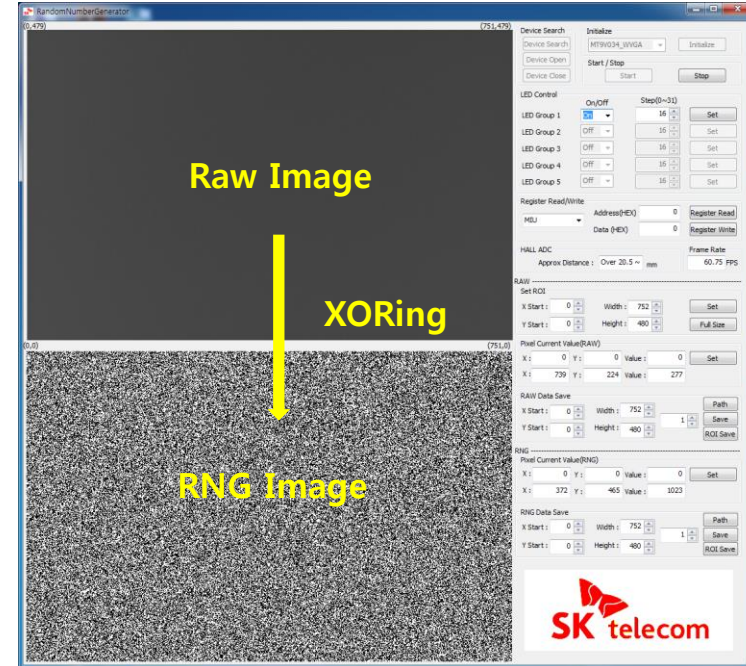 RandomNumberGenerator
(0,479) (751,479)
Raw Image
XORing
(0,0) (751,0)
RNG Image
Device Search
Device Search
Device Open
Device Close
Initialize
MT9V034_WVGA Initialize
Start / Stop
Start Stop
LED Control
On/Off Step(0~31)
LED Group 1 On 16 Set
LED Group 2 Off 16 Set
LED Group 3 Off 16 Set
LED Group 4 Off 16 Set
LED Group 5 Off 16 Set
Register Read/Write
MIU
Address(HEX) 0 Register Read
Data (HEX) 0 Register Write
HALL ADC
Approx Distance : Over 20.5 ~ mm
Frame Rate
60.75 FPS
RAW
Set ROI
X Start : 0 Width : 752 Set
Y Start : 0 Height : 480 Full Size
Pixel Current Value(RAW)
X : 0 Y : 0 Value : 0 Set
X : 739 Y : 224 Value : 277
RAW Data Save
Path
X Start : 0 Width : 752 1 Save
Y Start : 0 Height : 480 ROI Save
RNG
Pixel Current Value(RNG)
X : 0 Y : 0 Value : 0 Set
X : 372 Y : 465 Value : 1023
RNG Data Save
Path
X Start : 0 Width : 752 1 Save
Y Start : 0 Height : 480 ROI Save
SK telecom